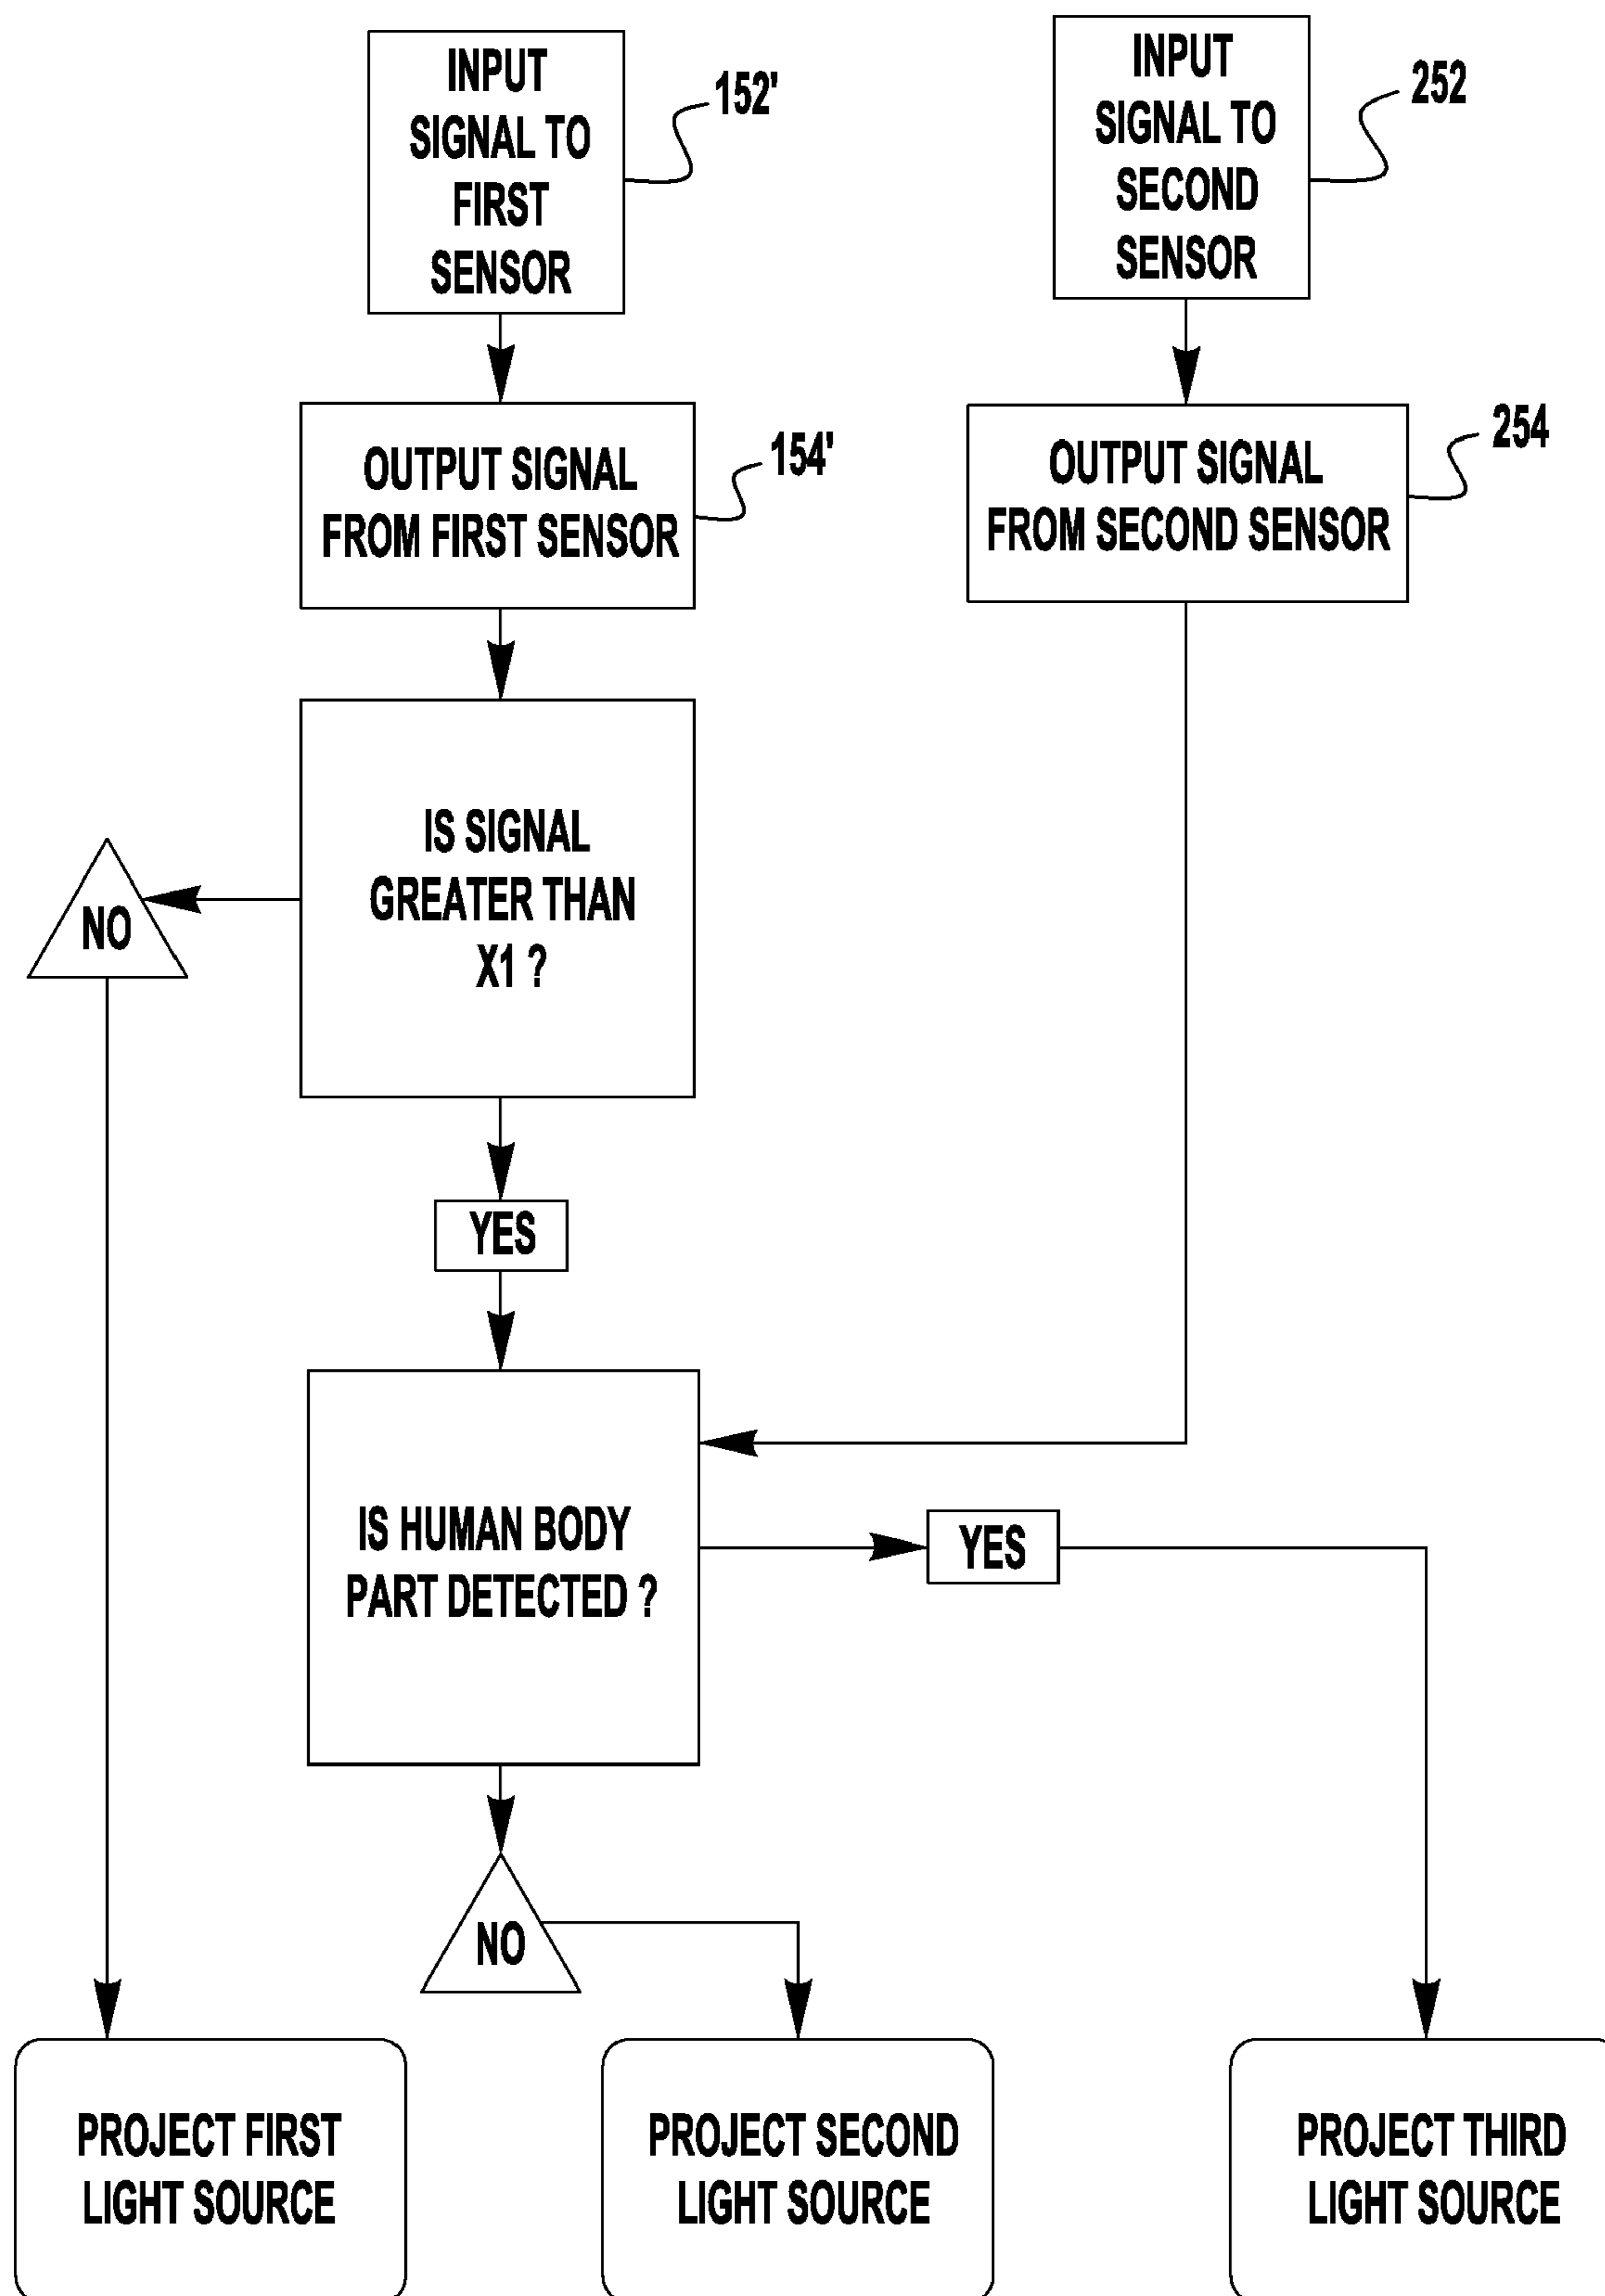 INPUT
SIGNAL TO
FIRST
SENSOR
152'
INPUT
SIGNAL TO
SECOND
SENSOR
252
OUTPUT SIGNAL
FROM FIRST SENSOR
154'
OUTPUT SIGNAL
FROM SECOND SENSOR
254
IS SIGNAL
GREATER THAN
X1 ?
NO
YES
IS HUMAN BODY
PART DETECTED ?
YES
NO
PROJECT FIRST
LIGHT SOURCE
PROJECT SECOND
LIGHT SOURCE
PROJECT THIRD
LIGHT SOURCE